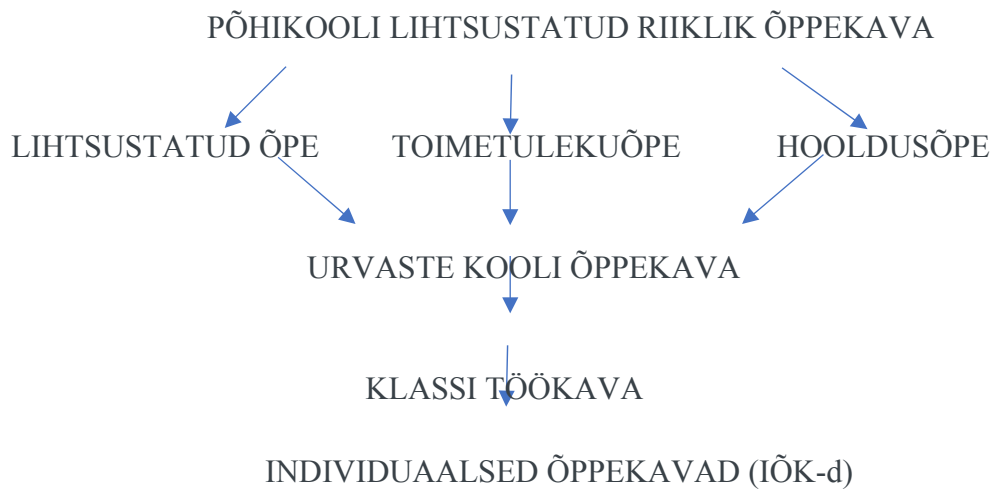 PÕHIKOOLI LIHTSUSTATUD RIIKLIK ÕPPEKAVA
LIHTSUSTATUD ÕPE TOIMETULEKUÕPE HOOLDUSÕPE
URVASTE KOOLI ÕPPEKAVA
KLASSI TÖÖKAVA
INDIVIDUAALSED ÕPPEKAVAD (IÕK-d)